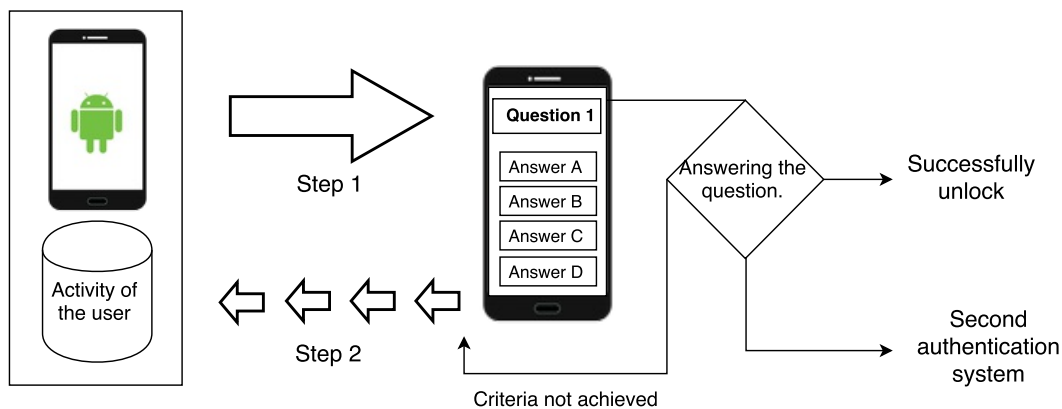 Activity of
the user
Step 1
Step 2
Question 1
Answer A
Answer B
Answer C
Answer D
Answering the
question.
Criteria not achieved
Successfully
unlock
Second
authentication
system